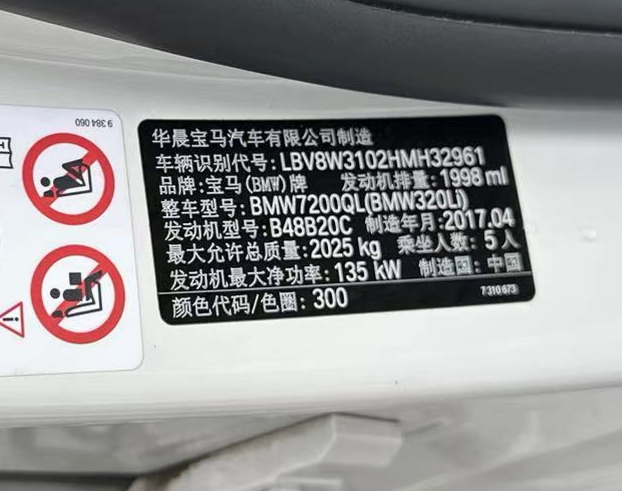 9 384 060
华晨宝马汽车有限公司制造
车辆识别代号: LBV8W3102HMH32961
品牌: 宝马(BMW)牌 发动机排量: 1998 ml
整车型号: BMW7200QL(BMW320Li)
发动机型号: B48B20C 制造年月: 2017.04
最大允许总质量: 2025 kg 乘坐人数: 5人
发动机最大净功率: 135 kW 制造国: 中国
颜色代码/色圈: 300
7 310 673